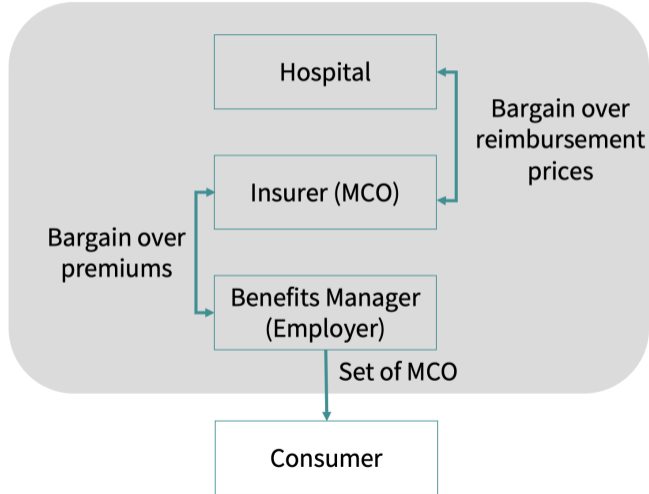 Hospital
Bargain over
reimbursement
prices
Insurer (MCO)
Bargain over
premiums
Benefits Manager
(Employer)
Set of MCO
Consumer